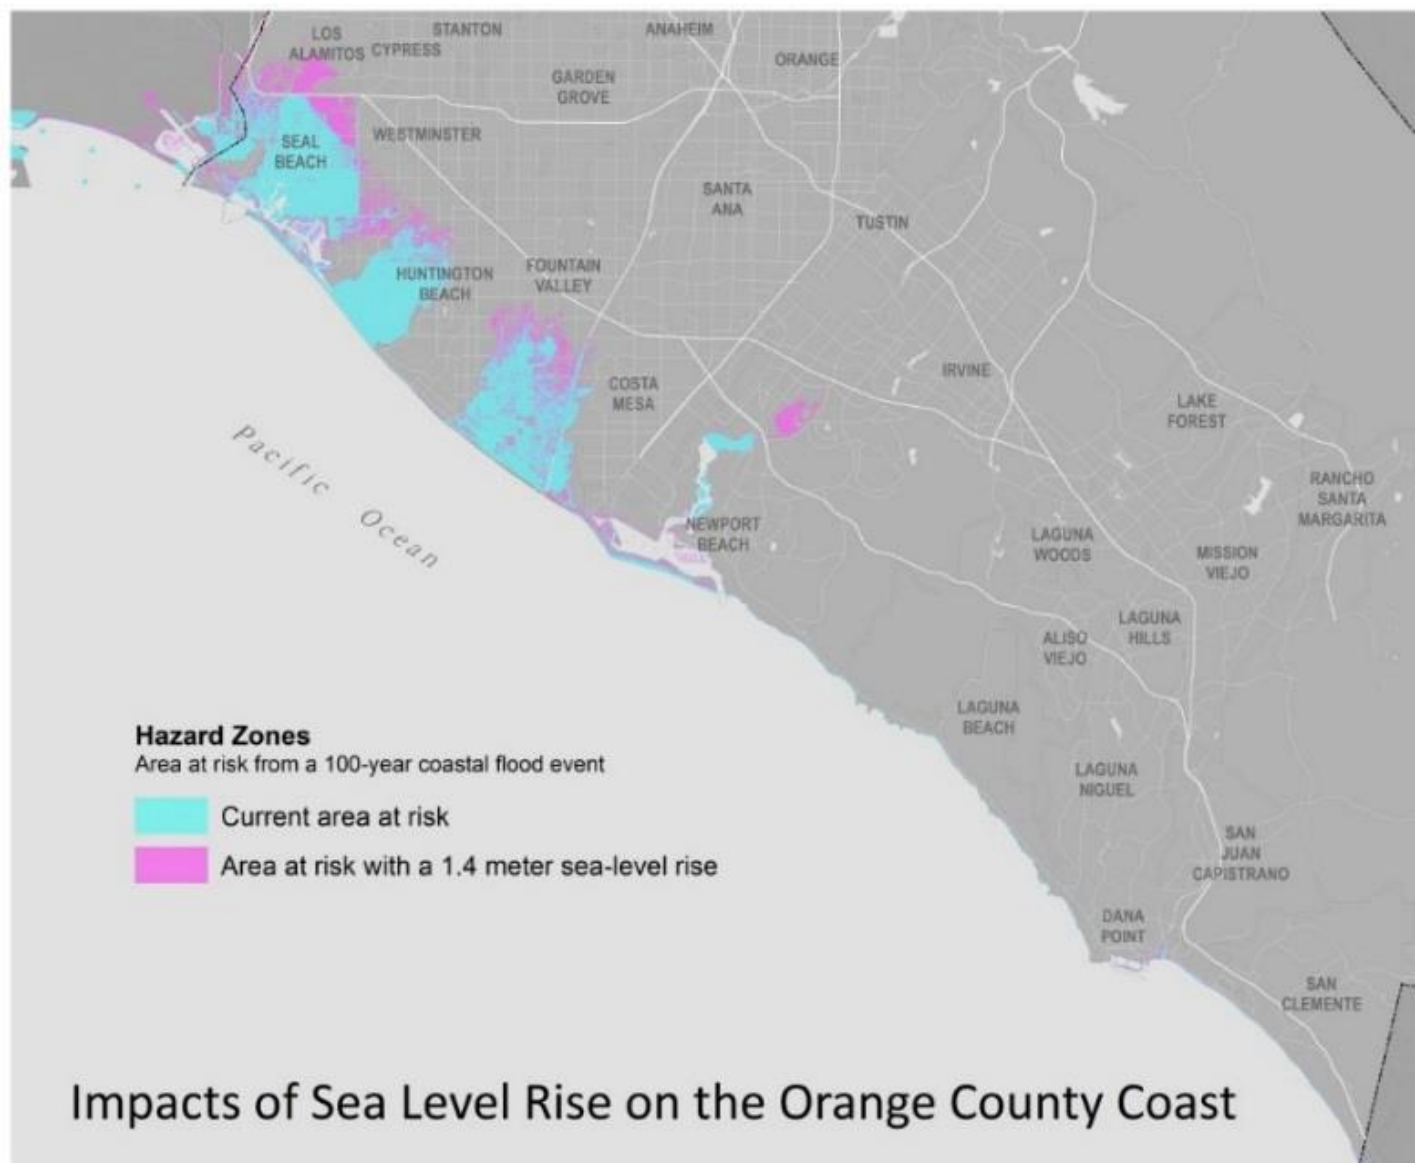 LOS
ALAMITOS
CYPRESS
STANTON
ANAHEIM
ORANGE
GARDEN
GROVE
WESTMINSTER
SEAL
BEACH
SANTA
ANA
TUSTIN
HUNTINGTON
BEACH
FOUNTAIN
VALLEY
COSTA
MESA
IRVINE
LAKE
FOREST
RANCHO
SANTA
MARGARITA
Pacific Ocean
NEWPORT
BEACH
LAGUNA
WOODS
MISSION
VIEJO
LAGUNA
HILLS
ALISO
VIEJO
LAGUNA
BEACH
LAGUNA
NIGUEL
Hazard Zones
Area at risk from a 100-year coastal flood event
Current area at risk
Area at risk with a 1.4 meter sea-level rise
SAN
JUAN
CAPISTRANO
DANA
POINT
SAN
CLEMENTE
Impacts of Sea Level Rise on the Orange County Coast